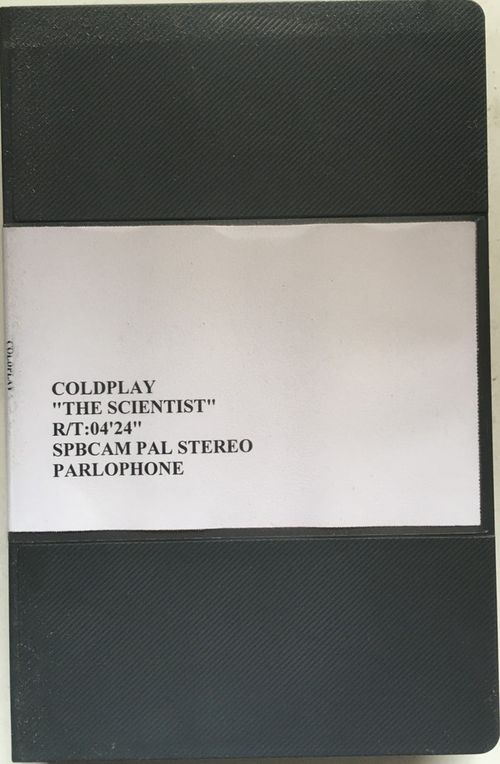 COLDPLAY
COLDPLAY
"THE SCIENTIST"
R/T:04'24"
SPBCAM PAL STEREO
PARLOPHONE